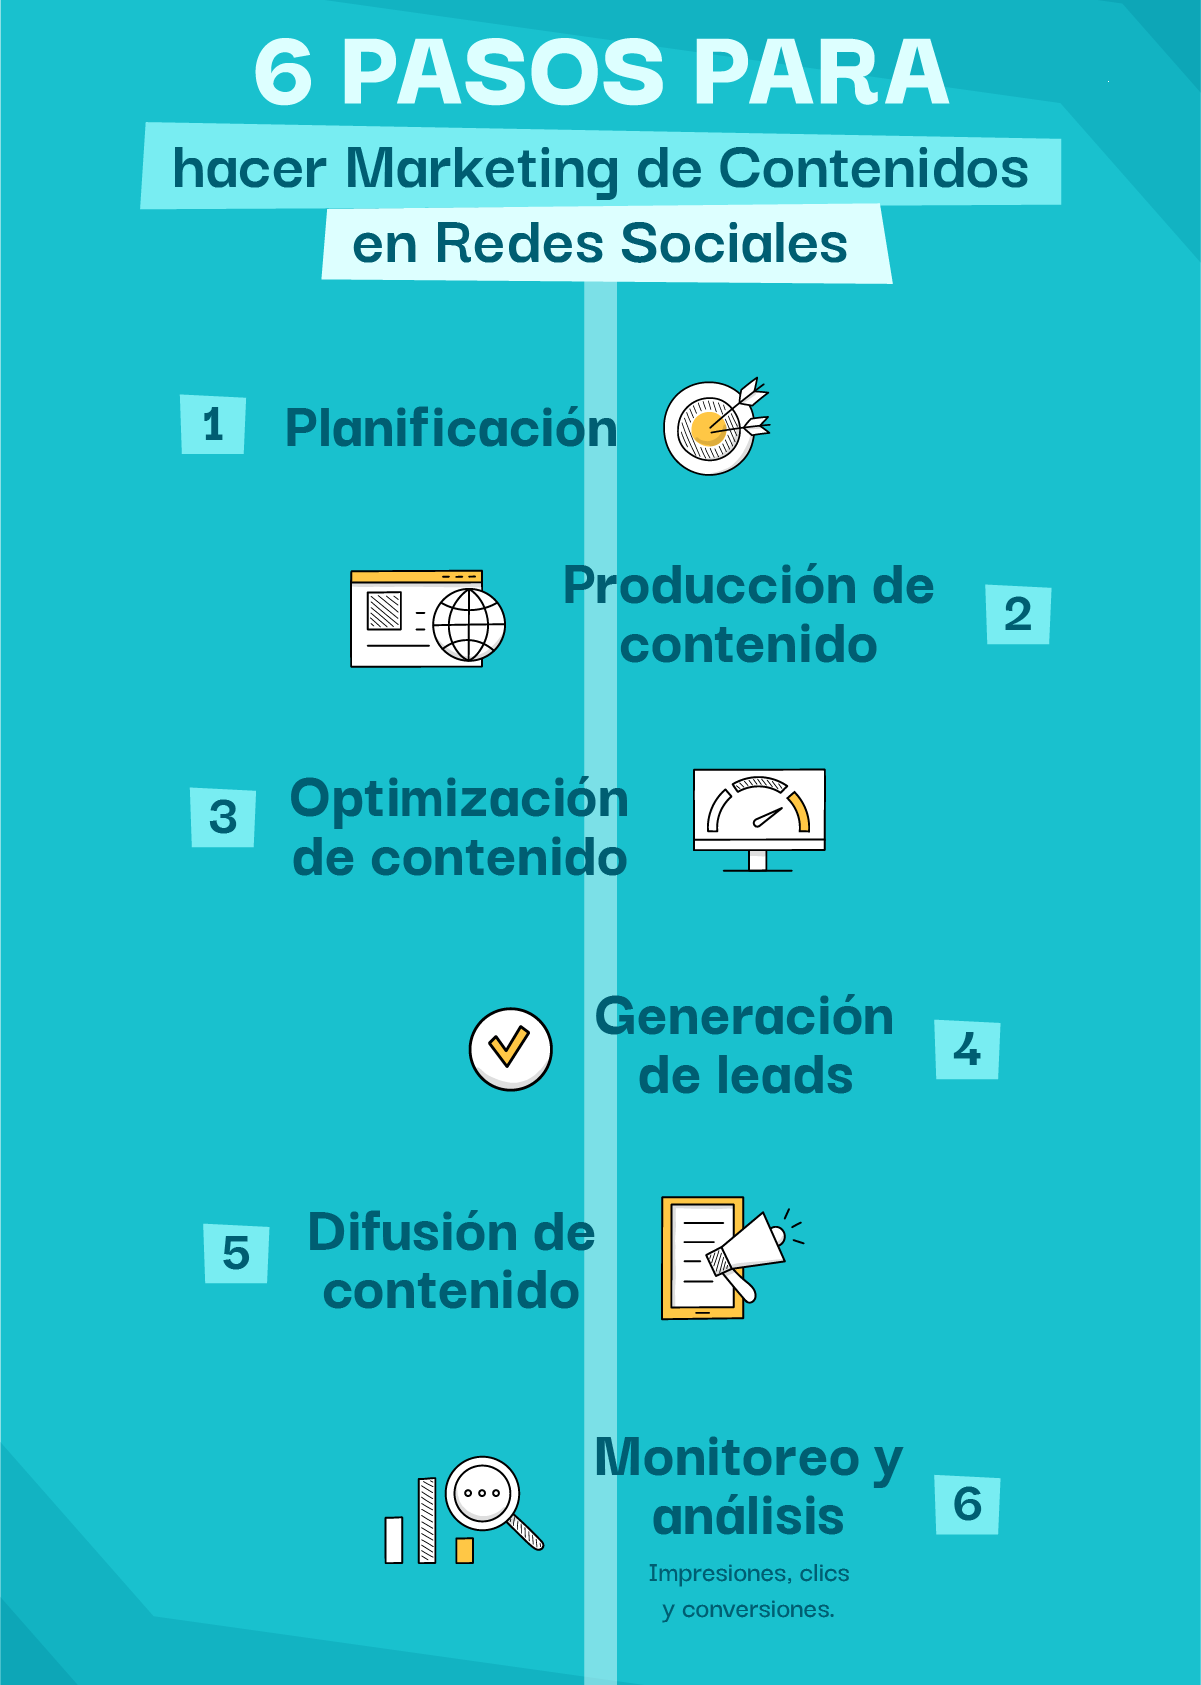 6 PASOS PARA
hacer Marketing de Contenidos
en Redes Sociales
1
Planificación
Producción de
contenido
2
3
Optimización
de contenido
Generación
de leads
4
5
Difusión de
contenido
Monitoreo y
análisis
6
Impresiones, clics
y conversiones.